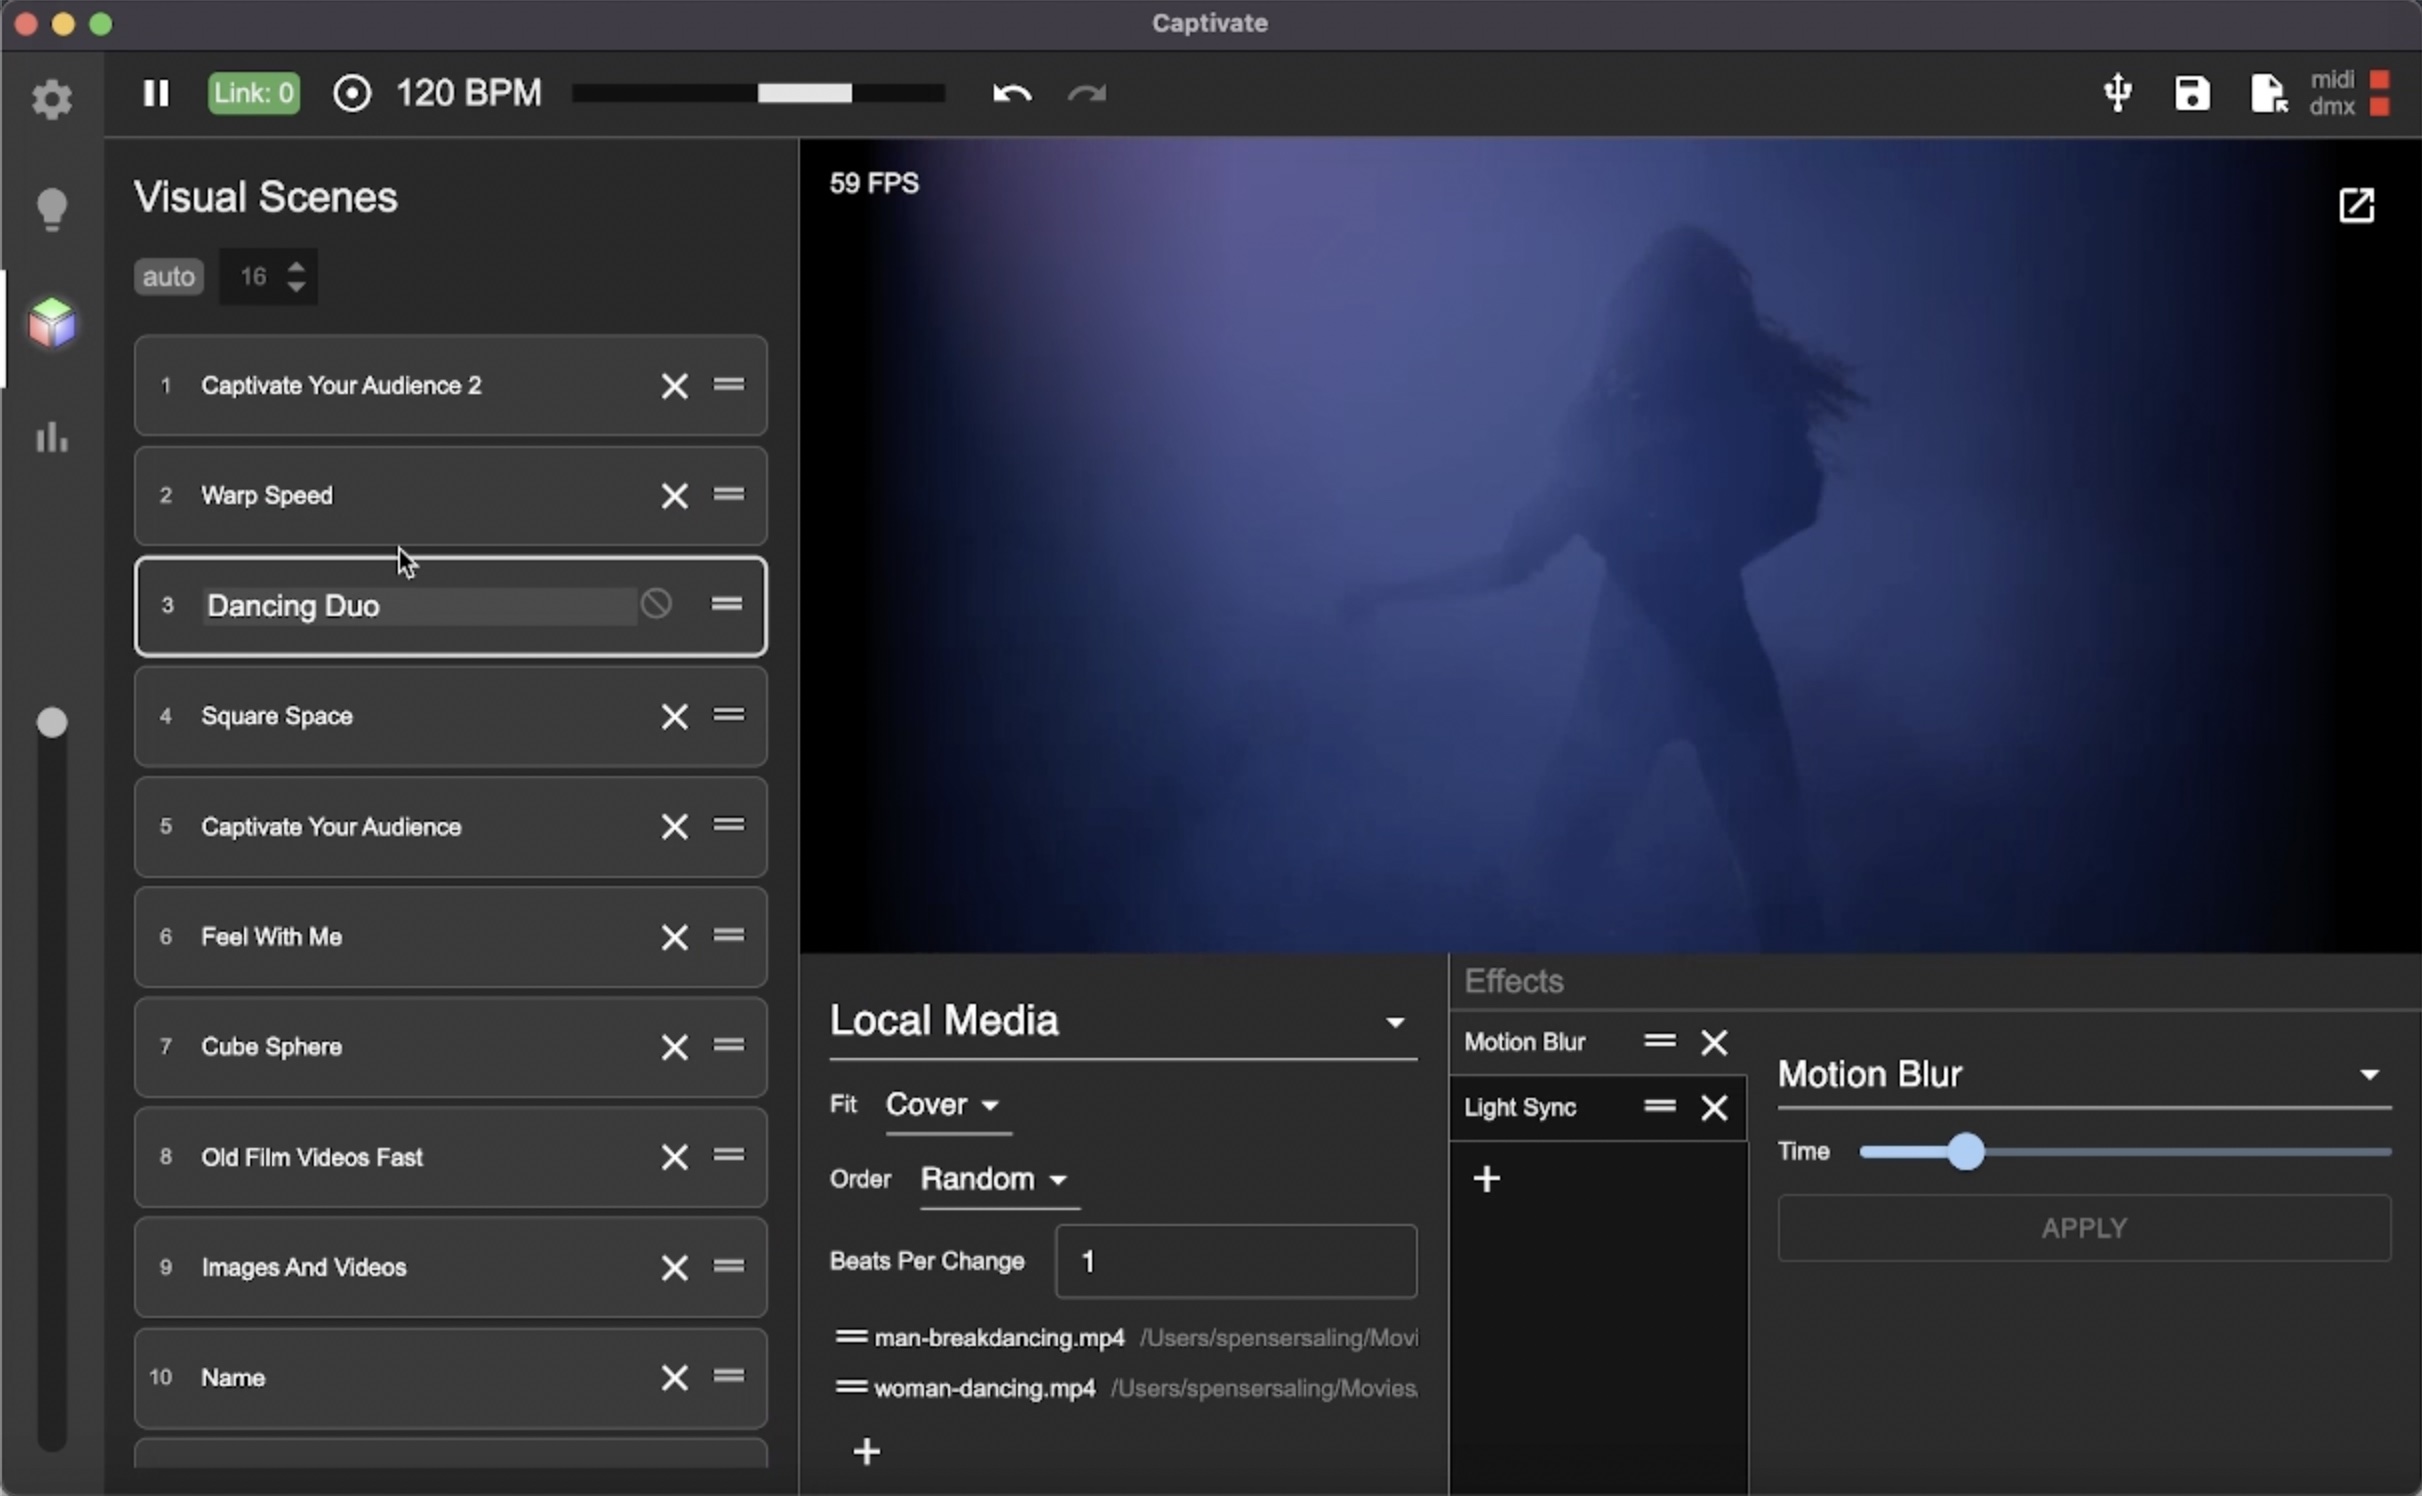 Captivate
Link: 0
120 BPM
midi
dmx
Visual Scenes
auto
16
1 Captivate Your Audience 2
2 Warp Speed
3 Dancing Duo
4 Square Space
5 Captivate Your Audience
6 Feel With Me
7 Cube Sphere
8 Old Film Videos Fast
9 Images And Videos
10 Name
59 FPS
Local Media
Fit Cover
Order Random
Beats Per Change 1
man-breakdancing.mp4 /Users/spensersaling/Movi
woman-dancing.mp4 /Users/spensersaling/Movies
Effects
Motion Blur
Light Sync
Motion Blur
Time
APPLY